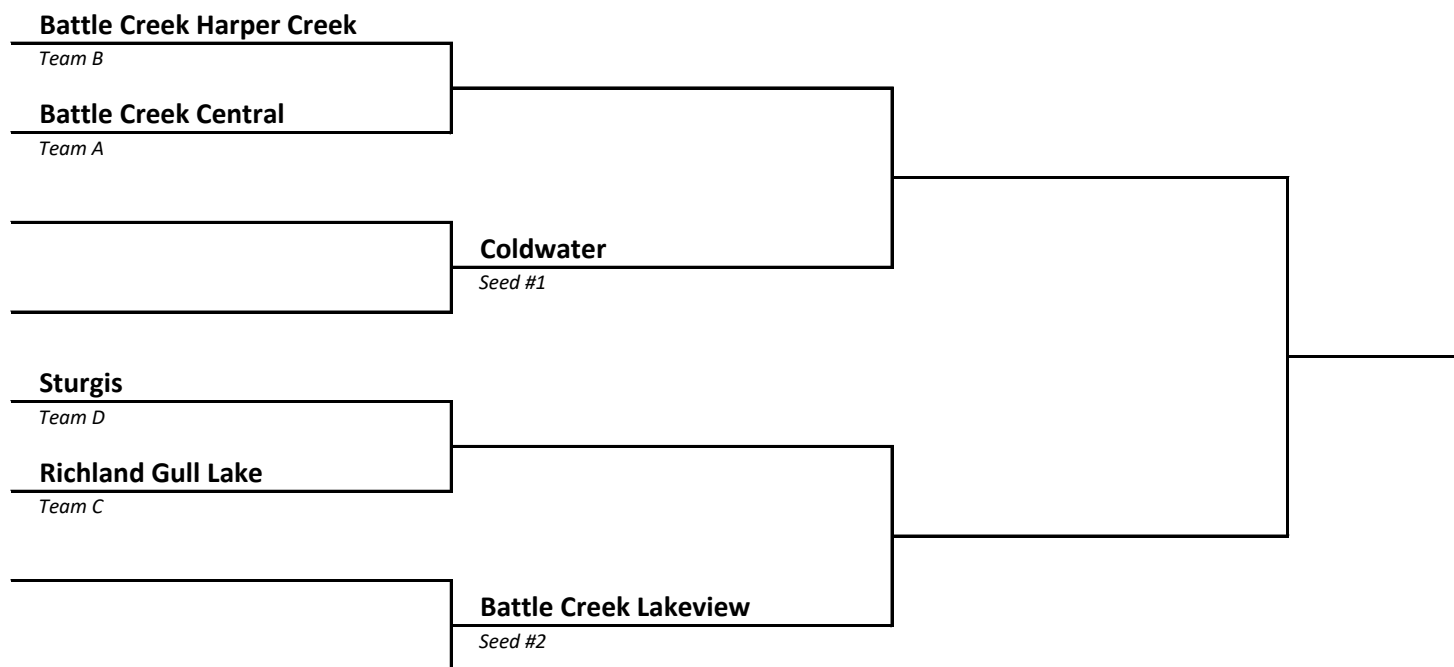 Battle Creek Harper Creek
Team B
Battle Creek Central
Team A
Coldwater
Seed #1
Sturgis
Team D
Richland Gull Lake
Team C
Battle Creek Lakeview
Seed #2